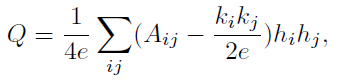 Q = \frac{1}{4e} \sum_{ij} (A_{ij} - \frac{k_i k_j}{2e}) h_i h_j,